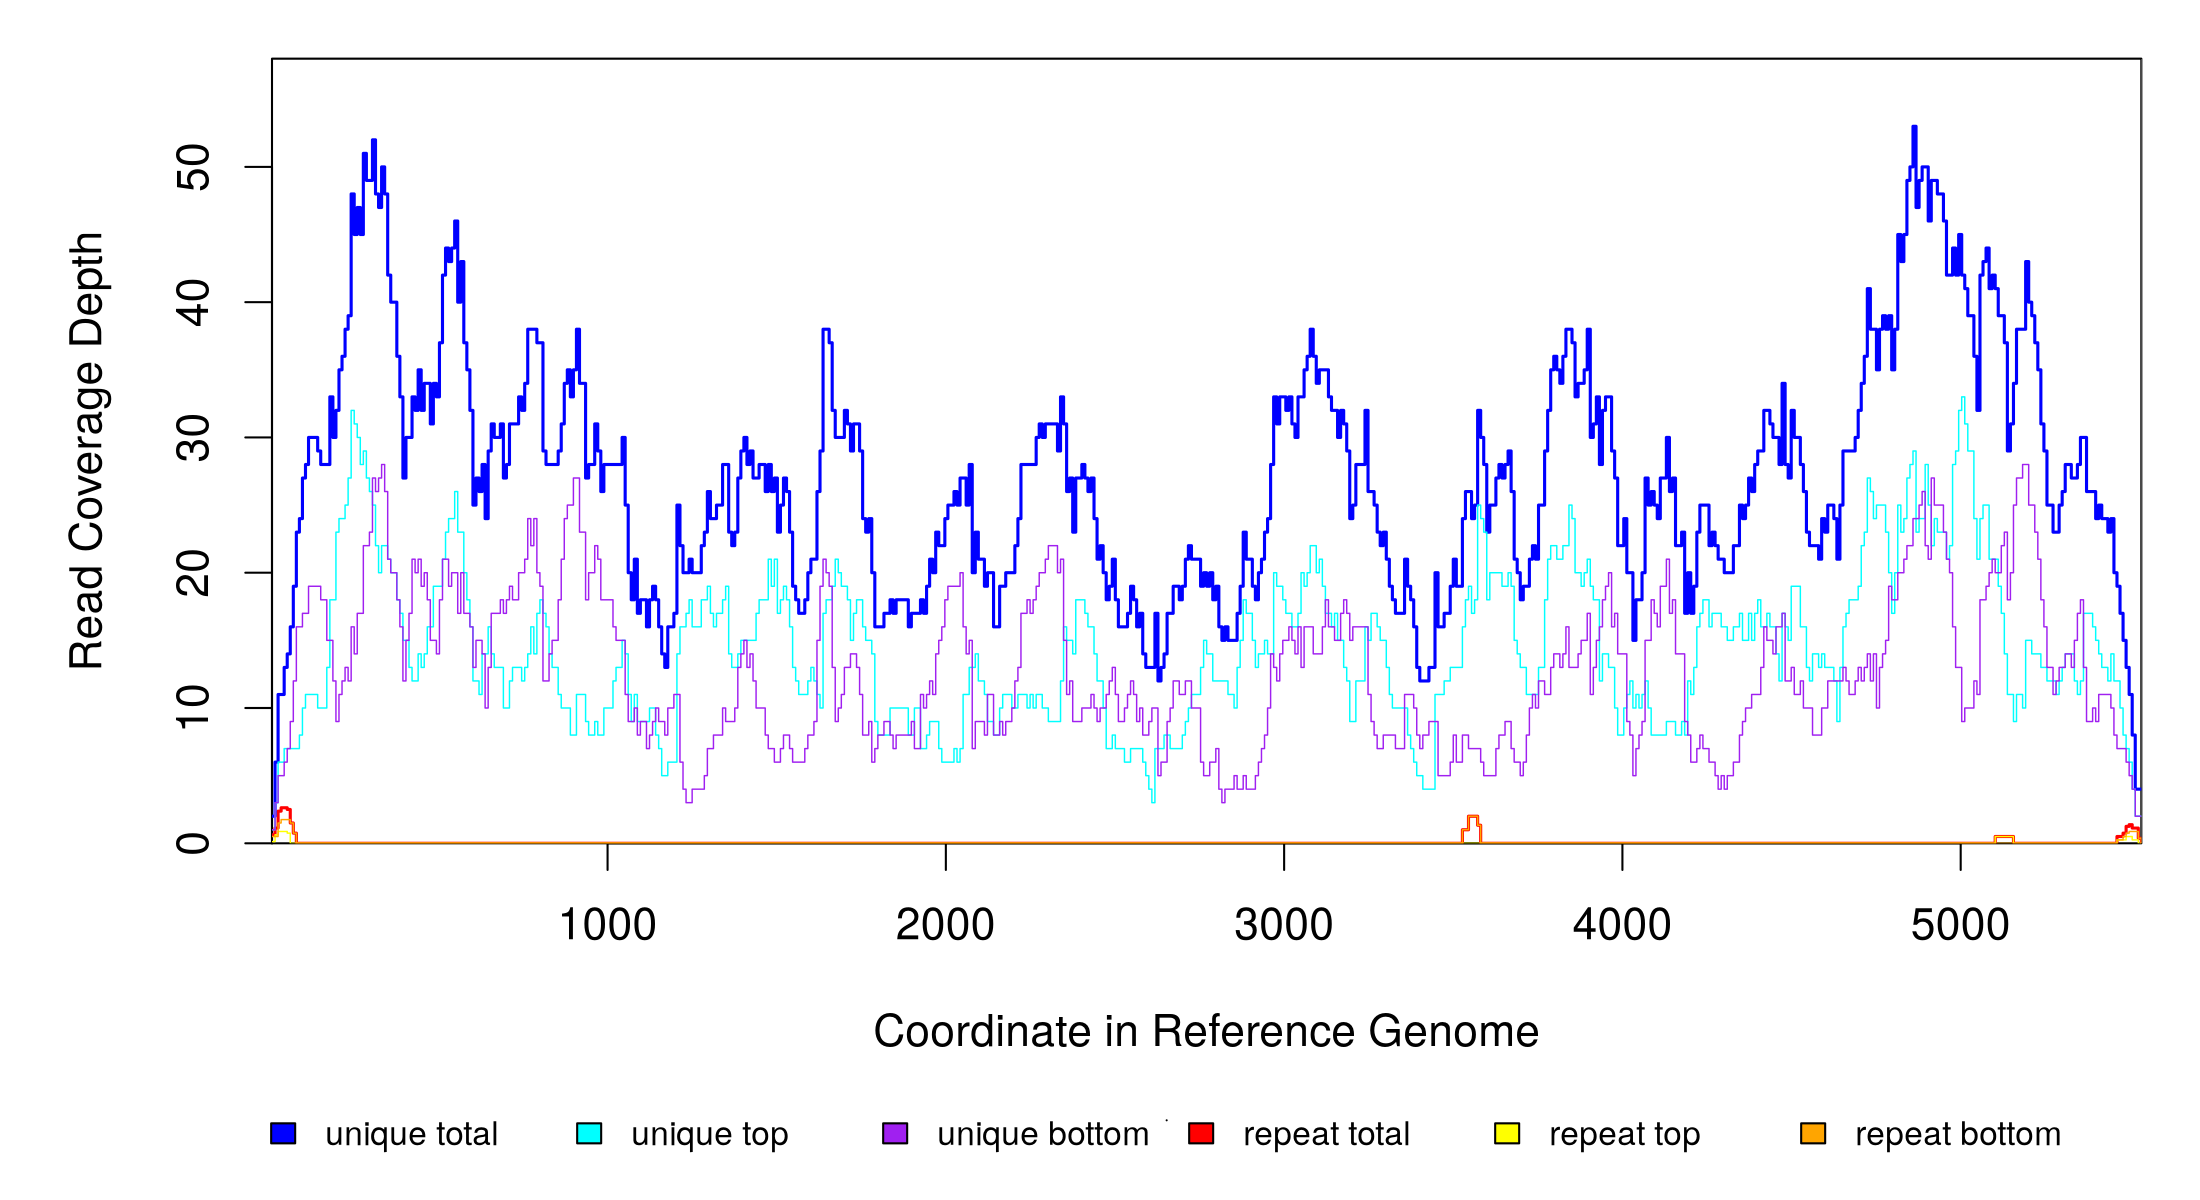 Read Coverage Depth
50
40
30
20
10
0
1000 2000 3000 4000 5000
Coordinate in Reference Genome
unique total unique top unique bottom repeat total repeat top repeat bottom